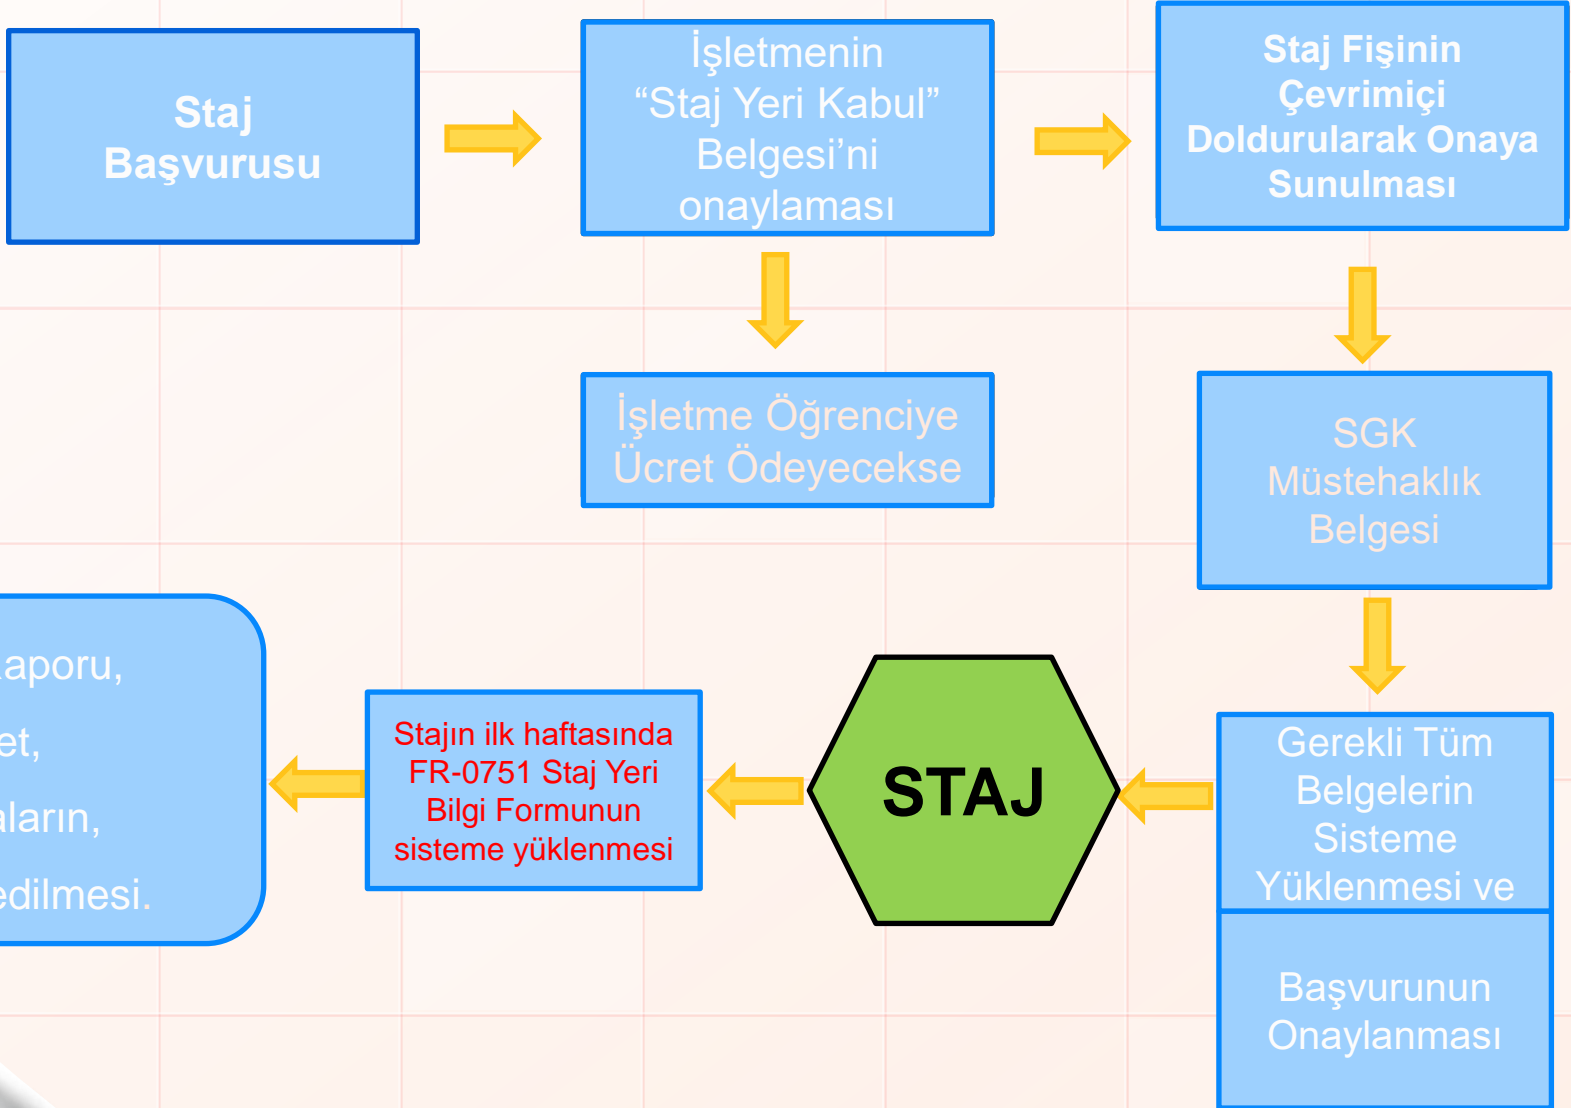 Staj
Başvurusu
İşletmenin
“Staj Yeri Kabul”
Belgesi’ni
onaylaması
Staj Fişinin
Çevrimiçi
Doldurularak Onaya
Sunulması
İşletme Öğrenciye
Ücret Ödeyecekse
SGK
Müstehaklık
Belgesi
Gerekli Tüm
Belgelerin
Sisteme
Yüklenmesi ve
Başvurunun
Onaylanması
STAJ
Stajın ilk haftasında
FR-0751 Staj Yeri
Bilgi Formunun
sisteme yüklenmesi
aporu,
et,
aların,
edilmesi.